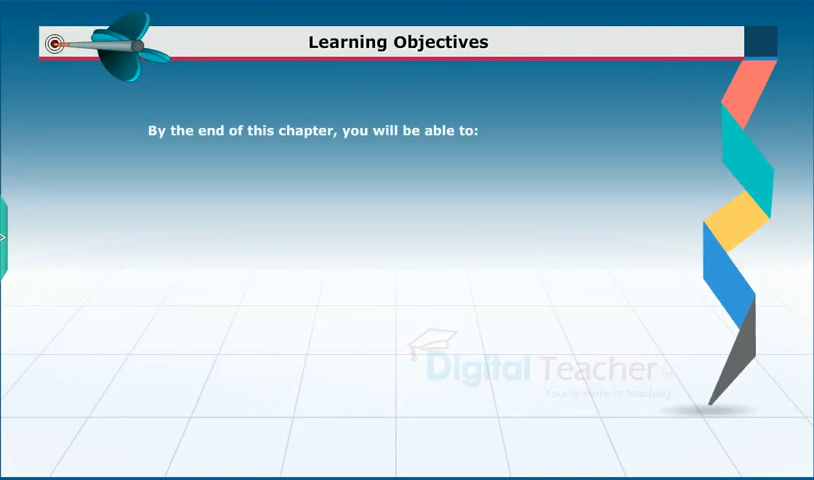 Learning Objectives
By the end of this chapter, you will be able to:
Digital Teacher.in
Your e-mate in teaching